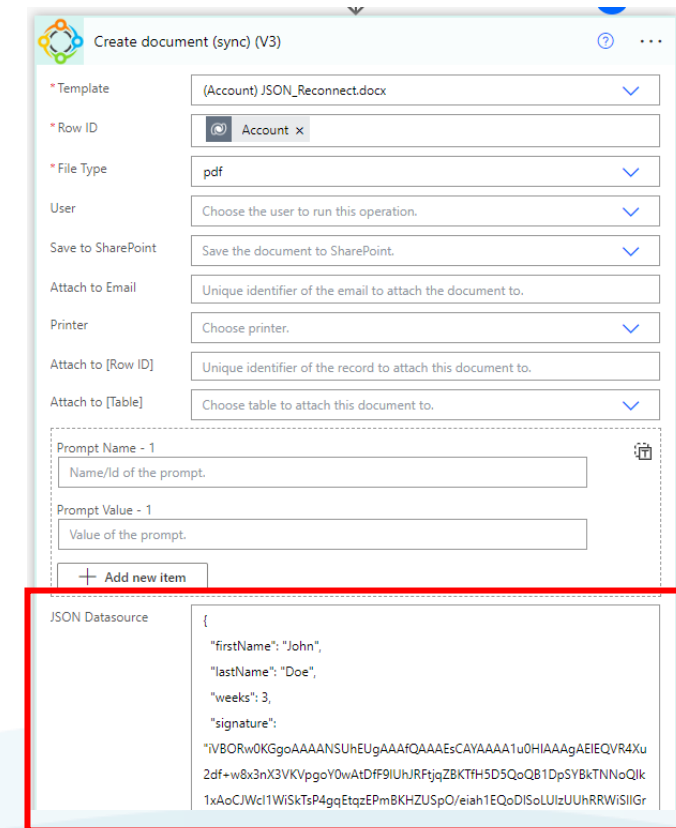 Create document (sync) (V3)
* Template
(Account) JSON_Reconnect.docx
* Row ID
Account ×
* File Type
pdf
User
Choose the user to run this operation.
Save to SharePoint
Save the document to SharePoint.
Attach to Email
Unique identifier of the email to attach the document to.
Printer
Choose printer.
Attach to [Row ID]
Unique identifier of the record to attach this document to.
Attach to [Table]
Choose table to attach this document to.
Prompt Name - 1
Name/Id of the prompt.
Prompt Value - 1
Value of the prompt.
+ Add new item
JSON Datasource
{
"firstName": "John",
"lastName": "Doe",
"weeks": 3,
"signature":
"iVBORw0KGgoAAAANSUhEUgAAAfQAAAEsCAYAAAA1u0HIAAAgAElEQVR4Xu
2df+w8x3nX3VKVpgoY0wAtDfF9IUhJRFtjqZBKTfH5D5QoQB1DpSYBkTNNoQlk
1xAoCJWcl1WiSkTsP4gqEtqzEPmBKHZUSpO/eiah1EQoDISoLUIzUUhRRWiSIIGr